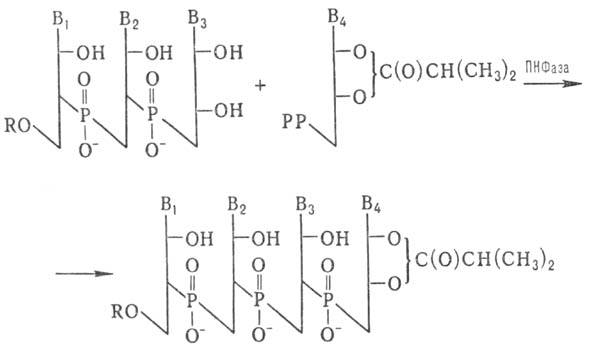 B₁ B₂ B₃ B₄
OH OH OH O
O O OH O C(O)CH(CH₃)₂ ПНФаза
P P +
RO O⁻ O⁻ PP
B₁ B₂ B₃ B₄
OH OH OH O
O O O O C(O)CH(CH₃)₂
P P P
RO O⁻ O⁻ O⁻